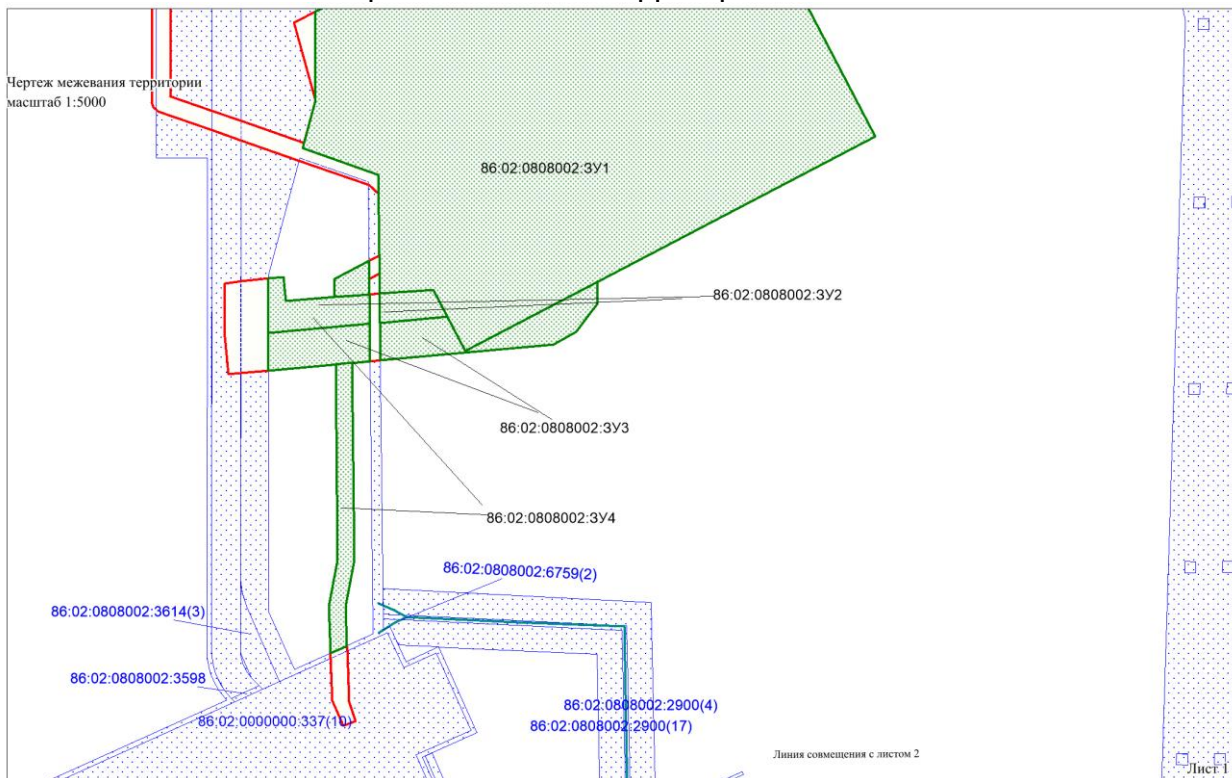 Чертеж межевания территории
масштаб 1:5000
86:02:0808002:ЗУ1
86:02:0808002:ЗУ2
86:02:0808002:ЗУ3
86:02:0808002:ЗУ4
86:02:0808002:6759(2)
86:02:0808002:3614(3)
86:02:0808002:3598
86:02:0808002:2900(4)
86:02:0000000:337(10)
86:02:0808002:2900(17)
Линия совмещения с листом 2
Лист 1